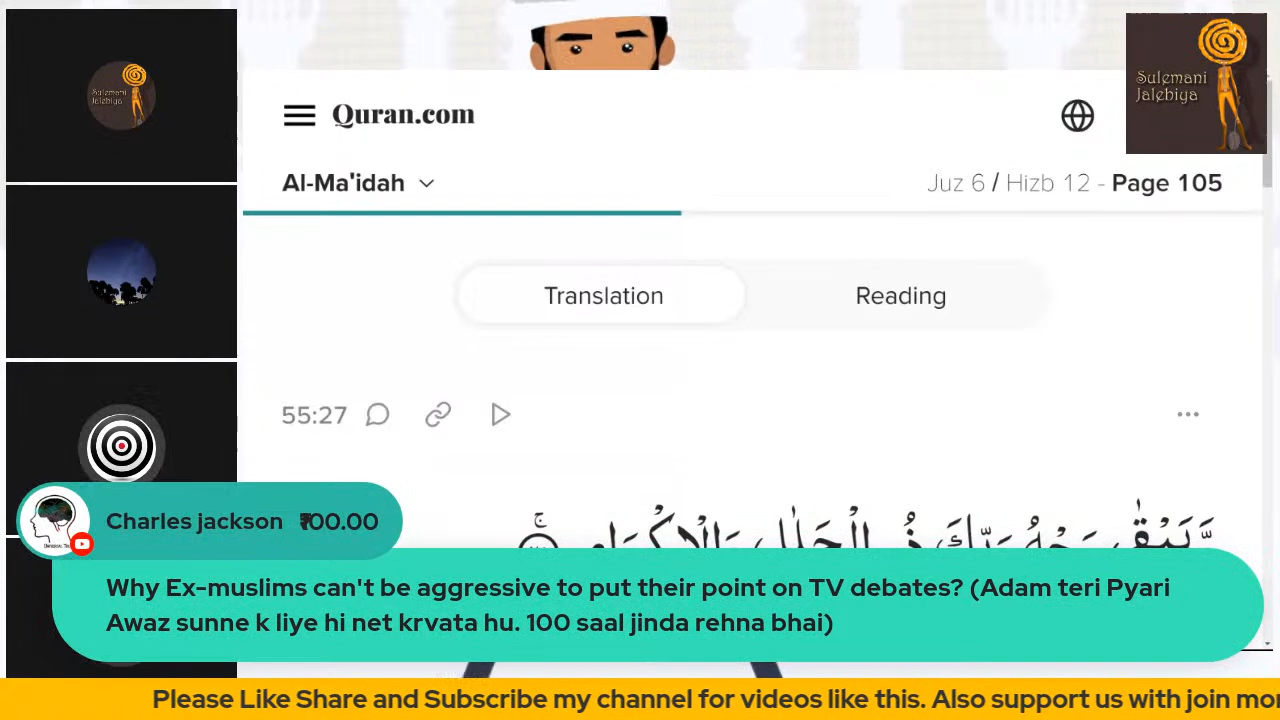 Sulemani
Jalebiya
Quran.com
Sulemani
Jalebiya
Al-Ma'idah
Juz 6 / Hizb 12 - Page 105
Translation
Reading
55:27
Charles jackson ₹100.00
Why Ex-muslims can't be aggressive to put their point on TV debates? (Adam teri Pyari
Awaz sunne k liye hi net krvata hu. 100 saal jinda rehna bhai)
Please Like Share and Subscribe my channel for videos like this. Also support us with join